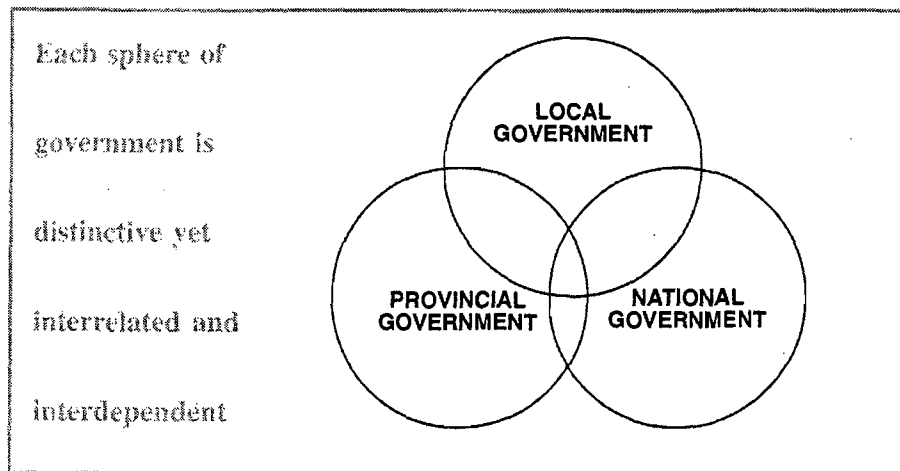 Each sphere of
government is
distinctive yet
interrelated and
interdependent
LOCAL
GOVERNMENT
PROVINCIAL
GOVERNMENT
NATIONAL
GOVERNMENT